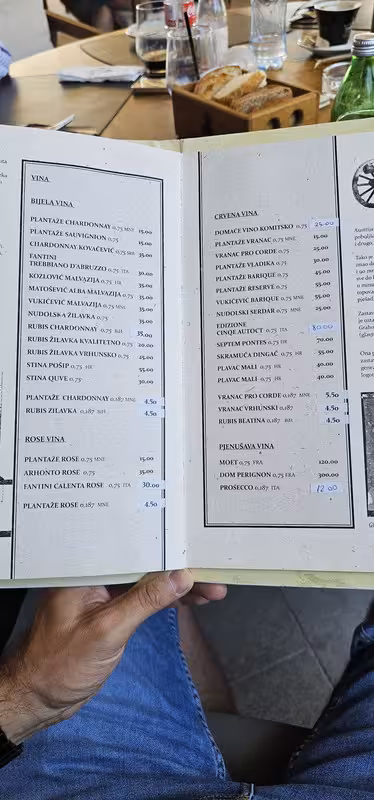 VINA
BIJELA VINA
PLANTAŽE CHARDONNAY 0,75 MNE 15.00
PLANTAŽE SAUVIGNON 0,75 15.00
CHARDONNAY KOVAČEVIĆ 0,75 SRB 35.00
FANTINI
TREBBIANO D'ABRUZZO 0,75 ITA 30.00
KOZLOVIĆ MALVAZIJA 0,75 HR
MATOŠEVIĆ ALBA MALVAZIJA 0,75
VUKIĆEVIĆ MALVAZIJA 0,75 MNE 35.00
NUDOLSKA ŽILAVKA 0,75
RUBIS CHARDONNAY 0,75 BIH 35.00
RUBIS ŽILAVKA KVALITETNO 0,75 20.00
RUBIS ŽILAVKA VRHUNSKO 0,75
STINA POŠIP 0,75 HR 55.00
STINA QUVE 0,75 30.00
PLANTAŽE CHARDONNAY 0,187 MNE 4.50
RUBIS ZILAVKA 0,187 BIH 4.50
ROSE VINA
PLANTAŽE ROSE 0,75 MNE 15.00
ARHONTO ROSE 0,75 35.00
FANTINI CALENTA ROSE 0,75 ITA 30.00
PLANTAŽE ROSE 0,187 MNE 4.50
CRVENA VINA
DOMAĆE VINO KOMITSKO 0,75 25.00
PLANTAŽE VRANAC 0,75 MNE 15.00
VRANAC PRO CORDE 0,75 25.00
PLANTAŽE VLADIKA 0,75 30.00
PLANTAŽE BARIQUE 0,75 45.00
PLANTAŽE RESERVE 0,75 55.00
VUKIĆEVIĆ BARIQUE 0,75 MNE 55.00
NUDOLSKI SERDAR 0,75 MNE 25.00
EDIZIONE
CINQE AUTOCT 0,75 ITA 80.00
SEPTEM PONTES 0,75 HR 70.00
SKRAMUĆA DINGAČ 0,75 HR 55.00
PLAVAC MALI 0,75 HR 40.00
PLAVAC MALI 0,75 HR 40.00
VRANAC PRO CORDE 0,187 MNE 5.50
VRANAC VRHUNSKI 0,187 4.50
RUBIS BLATINA 0,187 BIH 4.50
PJENUŠAVA VINA
MOET 0,75 FRA 120.00
DOM PERIGNON 0,75 FRA 300.00
PROSECCO 0,187 ITA 12.00